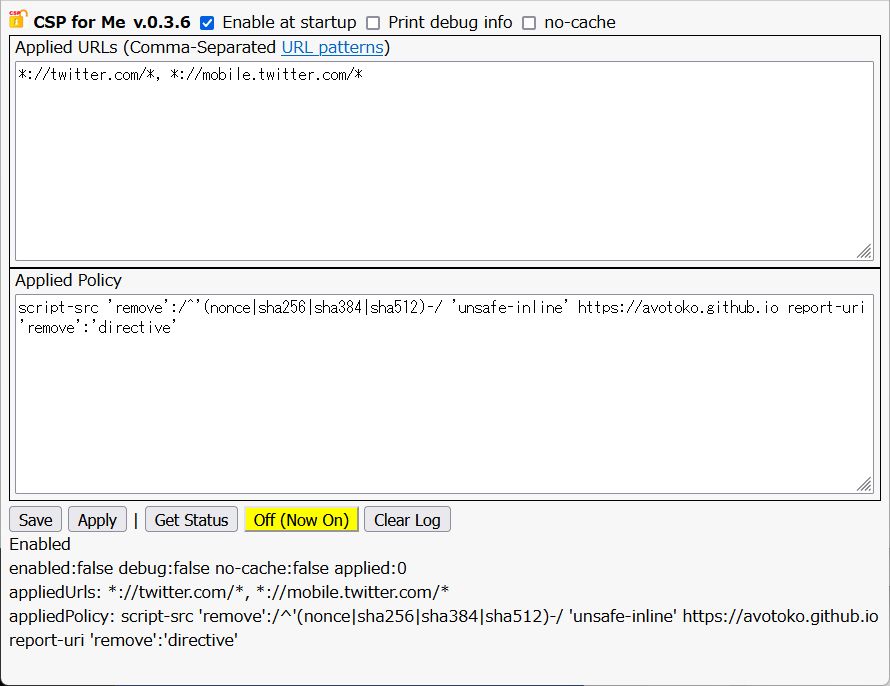 CSP for Me v.0.3.6 Enable at startup Print debug info no-cache
Applied URLs (Comma-Separated URL patterns)
*://twitter.com/*, *://mobile.twitter.com/*
Applied Policy
script-src 'remove':/^'(nonce|sha256|sha384|sha512)-/ 'unsafe-inline' https://avotoko.github.io report-uri
'remove':'directive'
Save Apply | Get Status Off (Now On) Clear Log
Enabled
enabled:false debug:false no-cache:false applied:0
appliedUrls: *://twitter.com/*, *://mobile.twitter.com/*
appliedPolicy: script-src 'remove':/^'(nonce|sha256|sha384|sha512)-/ 'unsafe-inline' https://avotoko.github.io
report-uri 'remove':'directive'